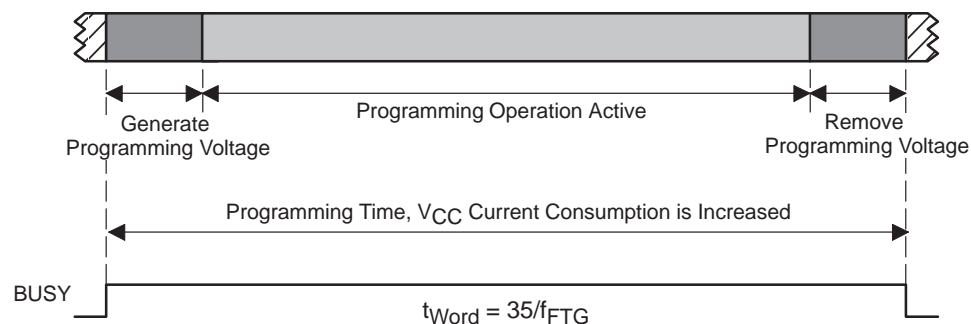 Programming Operation Active
Generate
Programming Voltage
Remove
Programming Voltage
Programming Time, VCC Current Consumption is Increased
BUSY
tWord = 35/fFTG